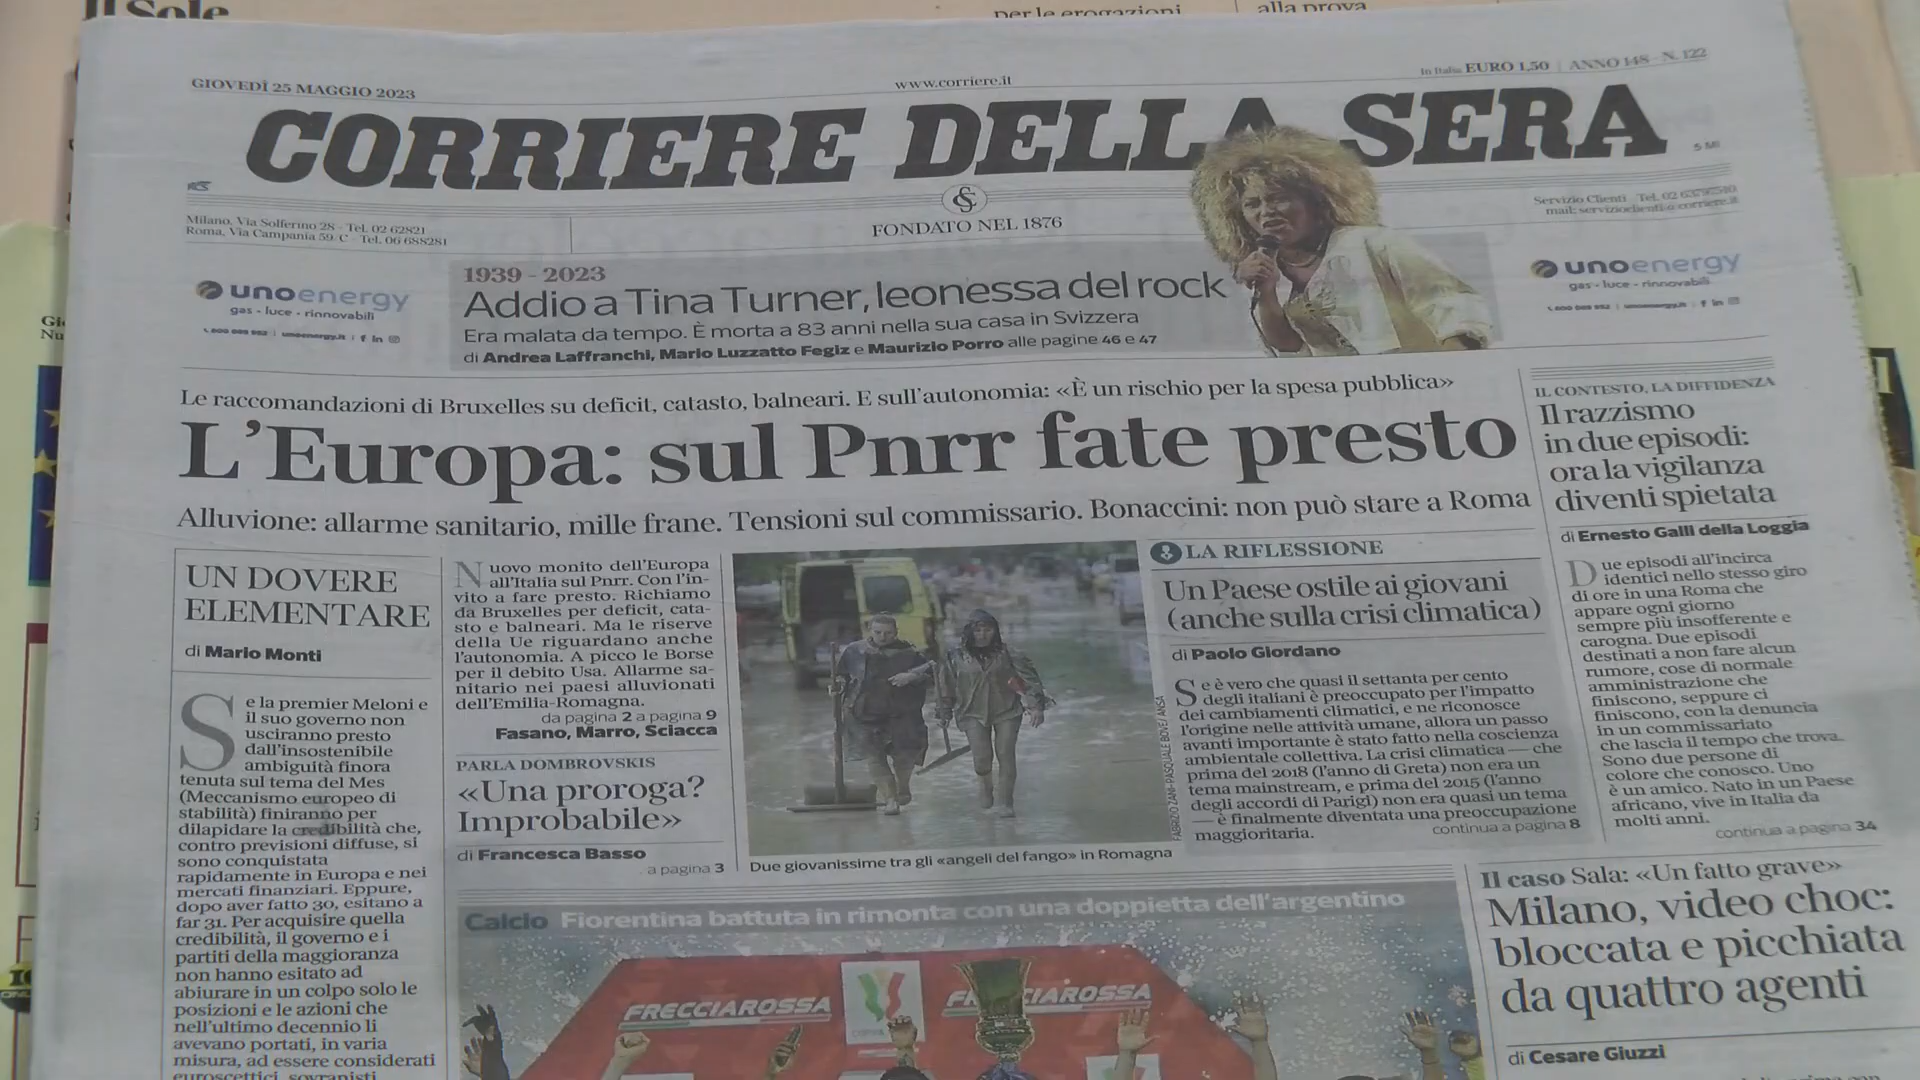 Il Sole
per le erogazioni
alla prova
GIOVEDÌ 25 MAGGIO 2023
www.corriere.it
In Italia EURO 1,50 | ANNO 148 - N. 122
CORRIERE DELLA SERA
RCS
FONDATO NEL 1876
Milano, Via Solferino 28 - Tel. 02 62821
Roma, Via Campania 59/C - Tel. 06 688281
Servizio Clienti - Tel. 02 63797510
mail: servizioclienti@corriere.it
unoenergy
gas - luce - rinnovabili
1939 - 2023
Addio a Tina Turner, leonessa del rock
Era malata da tempo. È morta a 83 anni nella sua casa in Svizzera
di Andrea Laffranchi, Mario Luzzatto Fegiz e Maurizio Porro alle pagine 46 e 47
unoenergy
gas - luce - rinnovabili
Le raccomandazioni di Bruxelles su deficit, catasto, balneari. E sull'autonomia: «È un rischio per la spesa pubblica»
L'Europa: sul Pnrr fate presto
Alluvione: allarme sanitario, mille frane. Tensioni sul commissario. Bonaccini: non può stare a Roma
UN DOVERE
ELEMENTARE
di Mario Monti
Se la premier Meloni e
il suo governo non
usciranno presto
dall'insostenibile
ambiguità finora
tenuta sul tema del Mes
(Meccanismo europeo di
stabilità) finiranno per
dilapidare la credibilità che,
contro previsioni diffuse, si
sono conquistata
rapidamente in Europa e nei
mercati finanziari. Eppure,
dopo aver fatto 30, esitano a
far 31. Per acquisire quella
credibilità, il governo e i
partiti della maggioranza
non hanno esitato ad
abiurare in un colpo solo le
posizioni e le azioni che
nell'ultimo decennio li
avevano portati, in varia
misura, ad essere considerati
euroscettici, sovranisti
Nuovo monito dell'Europa
all'Italia sul Pnrr. Con l'in-
vito a fare presto. Richiamo
da Bruxelles per deficit, cata-
sto e balneari. Ma le riserve
della Ue riguardano anche
l'autonomia. A picco le Borse
per il debito Usa. Allarme sa-
nitario nei paesi alluvionati
dell'Emilia-Romagna.
da pagina 2 a pagina 9
Fasano, Marro, Sciacca
PARLA DOMBROVSKIS
«Una proroga?
Improbabile»
di Francesca Basso
a pagina 3
FABRIZIO ZANI-PASQUALE BOVE/ ANSA
Due giovanissime tra gli «angeli del fango» in Romagna
LA RIFLESSIONE
Un Paese ostile ai giovani
(anche sulla crisi climatica)
di Paolo Giordano
Se è vero che quasi il settanta per cento
degli italiani è preoccupato per l'impatto
dei cambiamenti climatici, e ne riconosce
l'origine nelle attività umane, allora un passo
avanti importante è stato fatto nella coscienza
ambientale collettiva. La crisi climatica — che
prima del 2018 (l'anno di Greta) non era un
tema mainstream, e prima del 2015 (l'anno
degli accordi di Parigi) non era quasi un tema
— è finalmente diventata una preoccupazione
maggioritaria.
continua a pagina 8
IL CONTESTO, LA DIFFIDENZA
Il razzismo
in due episodi:
ora la vigilanza
diventi spietata
di Ernesto Galli della Loggia
Due episodi all'incirca
identici nello stesso giro
di ore in una Roma che
appare ogni giorno
sempre più insofferente e
carogna. Due episodi
destinati a non fare alcun
rumore, cose di normale
amministrazione che
finiscono, seppure ci
finiscono, con la denuncia
in un commissariato
che lascia il tempo che trova.
Sono due persone di
colore che conosco. Uno
è un amico. Nato in un Paese
africano, vive in Italia da
molti anni.
continua a pagina 34
Calcio Fiorentina battuta in rimonta con una doppietta dell'argentino
FRECCIAROSSA
Il caso Sala: «Un fatto grave»
Milano, video choc:
bloccata e picchiata
da quattro agenti
di Cesare Giuzzi